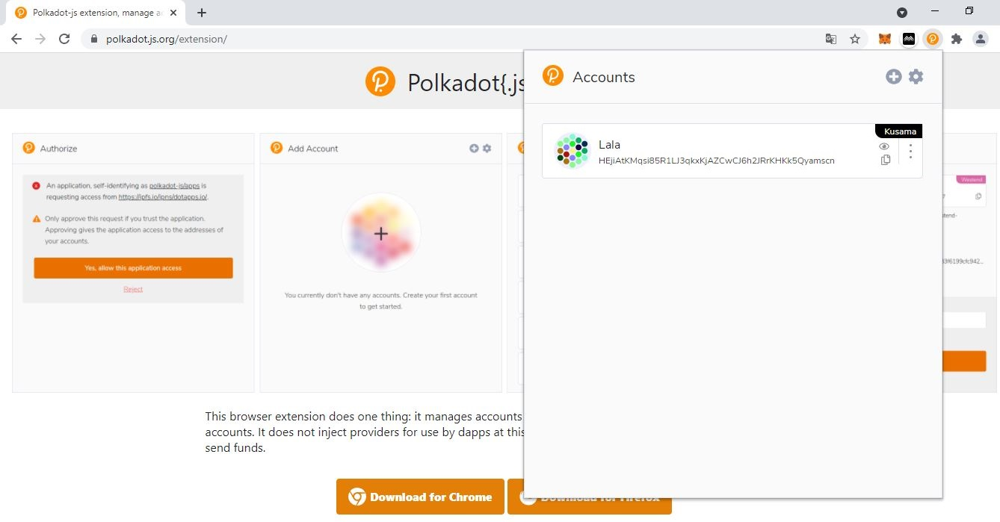 Polkadot-js extension, manage ac
polkadot.js.org/extension/
Polkadot{.js
Authorize
An application, self-identifying as polkadot-js/apps is
requesting access from https://ipfs.io/ipns/dotapps.io/.
Only approve this request if you trust the application.
Approving gives the application access to the addresses of
your accounts.
Yes, allow this application access
Reject
Add Account
You currently don't have any accounts. Create your first account
to get started.
Accounts
Kusama
Lala
HEjiAtKMqsi85R1LJ3qkxKjAZCwCJ6h2JRrKHKk5Qyamscn
Westend
This browser extension does one thing: it manages accounts
accounts. It does not inject providers for use by dapps at this
send funds.
Download for Chrome
Download for Firefox